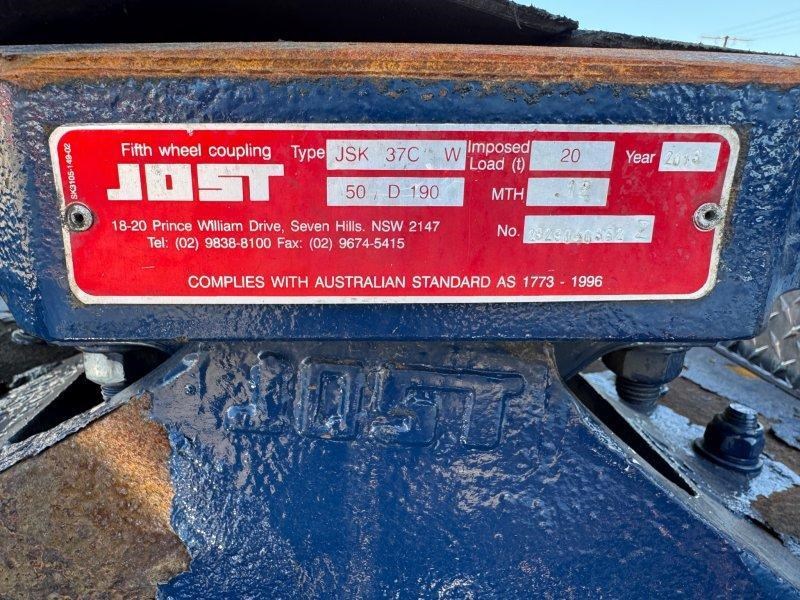 Fifth wheel coupling Type JSK 37C W Imposed Load (t) 20 Year
JOST 50 / D 190 MTH .12
18-20 Prince William Drive, Seven Hills. NSW 2147 No. Z
Tel: (02) 9838-8100 Fax: (02) 9674-5415
COMPLIES WITH AUSTRALIAN STANDARD AS 1773 - 1996
SK3105-149-02
JOST